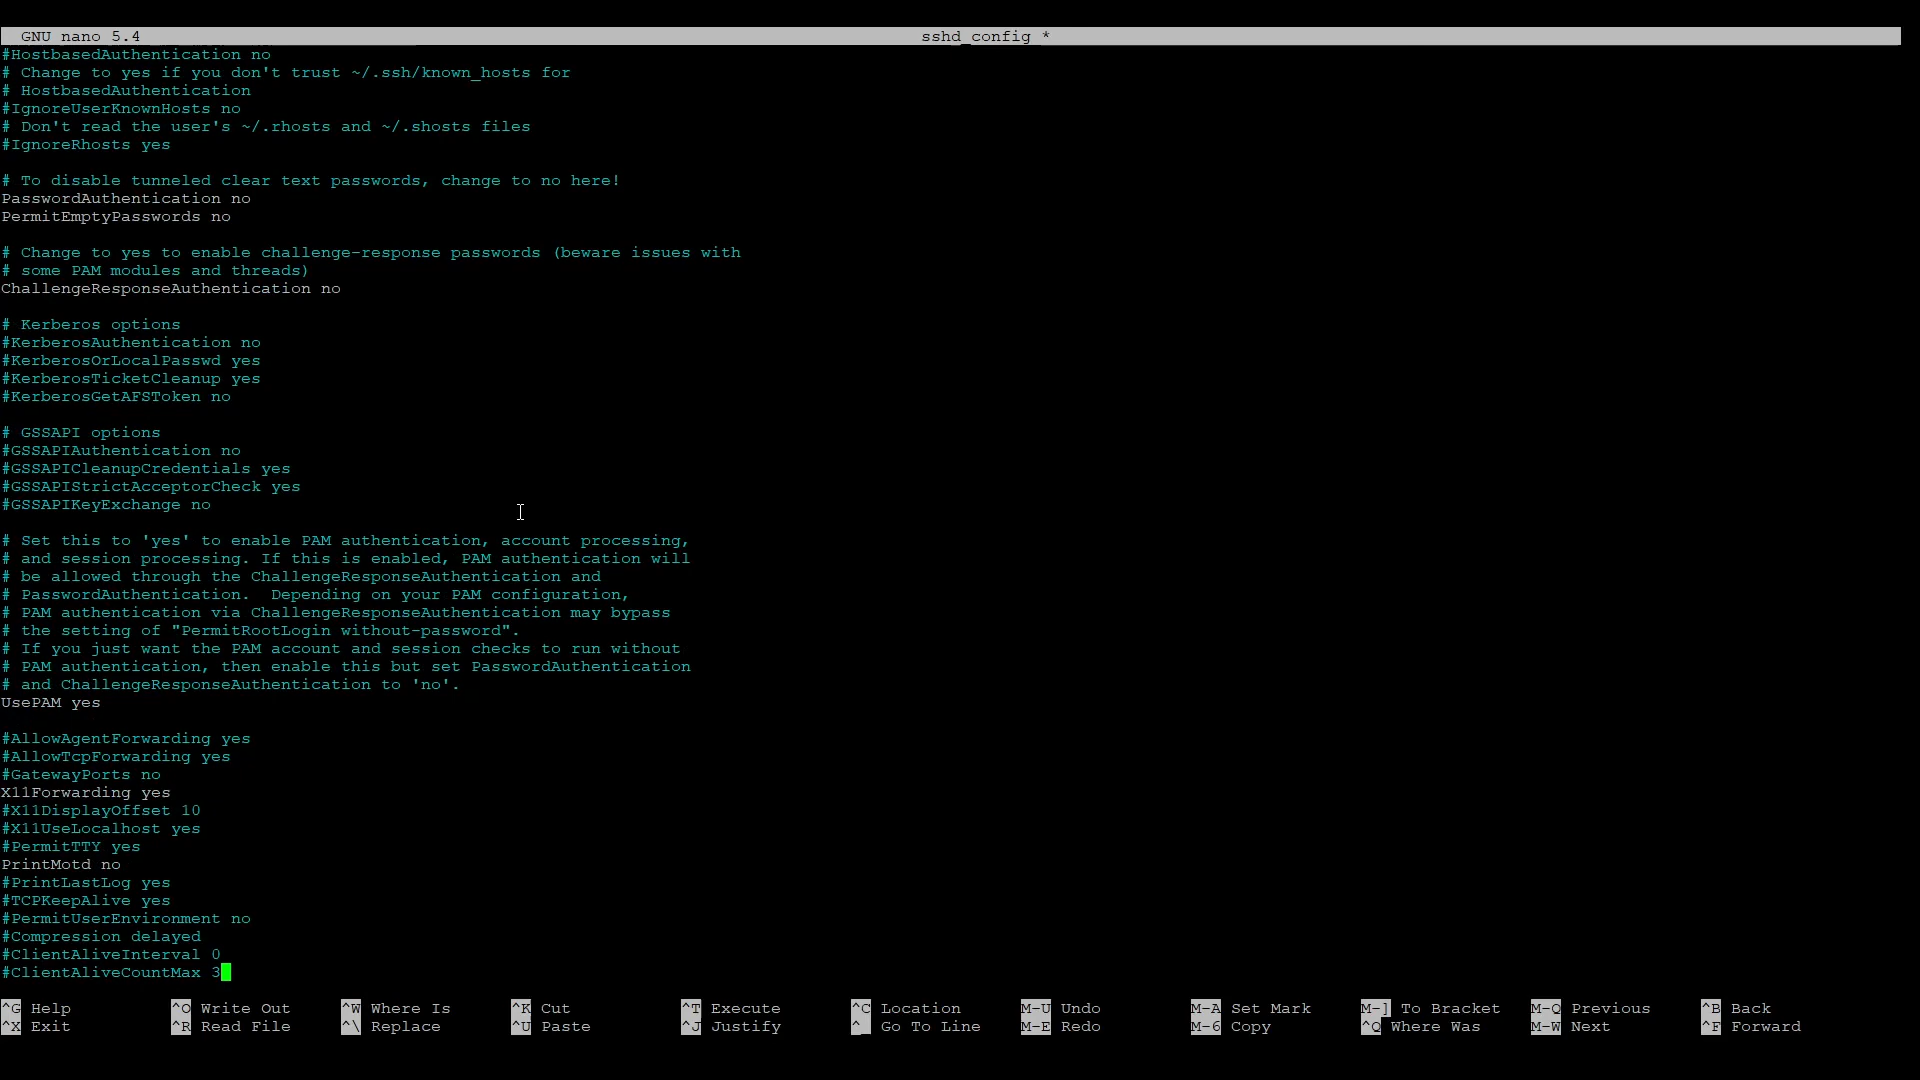 GNU nano 5.4 sshd_config *
#HostbasedAuthentication no
# Change to yes if you don't trust ~/.ssh/known_hosts for
# HostbasedAuthentication
#IgnoreUserKnownHosts no
# Don't read the user's ~/.rhosts and ~/.shosts files
#IgnoreRhosts yes

# To disable tunneled clear text passwords, change to no here!
PasswordAuthentication no
PermitEmptyPasswords no

# Change to yes to enable challenge-response passwords (beware issues with
# some PAM modules and threads)
ChallengeResponseAuthentication no

# Kerberos options
#KerberosAuthentication no
#KerberosOrLocalPasswd yes
#KerberosTicketCleanup yes
#KerberosGetAFSToken no

# GSSAPI options
#GSSAPIAuthentication no
#GSSAPICleanupCredentials yes
#GSSAPIStrictAcceptorCheck yes
#GSSAPIKeyExchange no

# Set this to 'yes' to enable PAM authentication, account processing,
# and session processing. If this is enabled, PAM authentication will
# be allowed through the ChallengeResponseAuthentication and
# PasswordAuthentication.  Depending on your PAM configuration,
# PAM authentication via ChallengeResponseAuthentication may bypass
# the setting of "PermitRootLogin without-password".
# If you just want the PAM account and session checks to run without
# PAM authentication, then enable this but set PasswordAuthentication
# and ChallengeResponseAuthentication to 'no'.
UsePAM yes

#AllowAgentForwarding yes
#AllowTcpForwarding yes
#GatewayPorts no
X11Forwarding yes
#X11DisplayOffset 10
#X11UseLocalhost yes
#PermitTTY yes
PrintMotd no
#PrintLastLog yes
#TCPKeepAlive yes
#PermitUserEnvironment no
#Compression delayed
#ClientAliveInterval 0
#ClientAliveCountMax 3

^G Help ^O Write Out ^W Where Is ^K Cut ^T Execute ^C Location M-U Undo M-A Set Mark M-] To Bracket M-Q Previous ^B Back
^X Exit ^R Read File ^\ Replace ^U Paste ^J Justify ^_ Go To Line M-E Redo M-6 Copy ^Q Where Was M-W Next ^F Forward